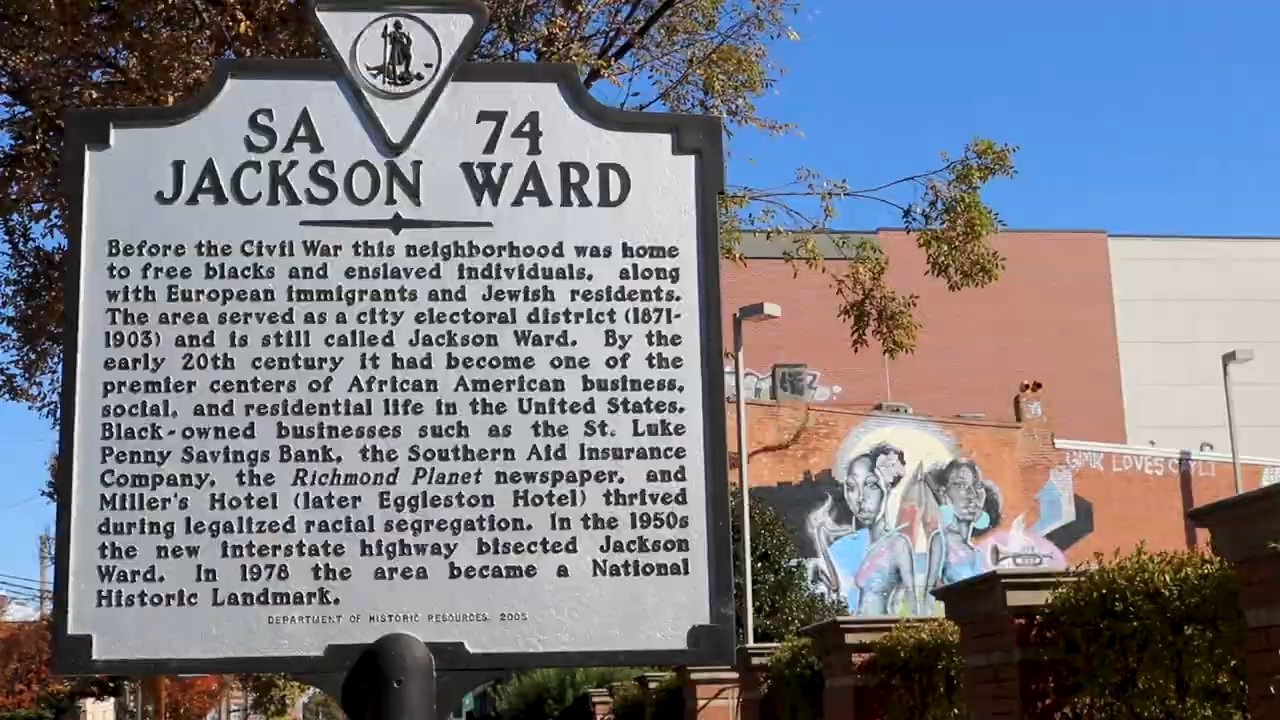 SA 74
JACKSON WARD
Before the Civil War this neighborhood was home
to free blacks and enslaved individuals, along
with European immigrants and Jewish residents.
The area served as a city electoral district (1871-
1903) and is still called Jackson Ward. By the
early 20th century it had become one of the
premier centers of African American business,
social, and residential life in the United States.
Black-owned businesses such as the St. Luke
Penny Savings Bank, the Southern Aid Insurance
Company, the Richmond Planet newspaper, and
Miller's Hotel (later Eggleston Hotel) thrived
during legalized racial segregation. In the 1950s
the new interstate highway bisected Jackson
Ward. In 1978 the area became a National
Historic Landmark.
DEPARTMENT OF HISTORIC RESOURCES, 2005
LOVES